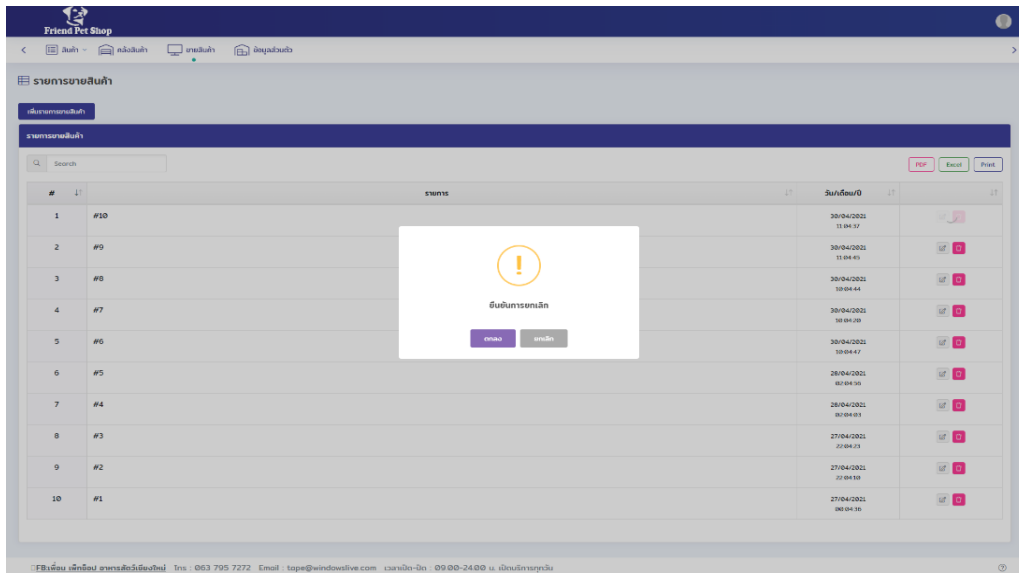 Friend Pet Shop
สินค้า คลังสินค้า ขายสินค้า ข้อมูลส่วนตัว
รายการขายสินค้า
เพิ่มรายการขายสินค้า
รายการขายสินค้า
Search PDF Excel Print
# รายการ วัน/เดือน/ปี
1 #10 30/04/2021
11:04:37
2 #9 30/04/2021
11:04:45
3 #8 30/04/2021
10:04:44
4 #7 30/04/2021
10:04:20
5 #6 30/04/2021
10:04:47
6 #5 28/04/2021
02:04:56
7 #4 28/04/2021
02:04:03
8 #3 27/04/2021
22:04:23
9 #2 27/04/2021
22:04:10
10 #1 27/04/2021
00:04:36
!
ยืนยันการยกเลิก
ตกลง ยกเลิก
FB:เพื่อน เพ็ทช็อป อาหารสัตว์เชียงใหม่ โทร : 063 795 7272 Email : tape@windowslive.com เวลาเปิด-ปิด : 09.00-24.00 น. เปิดบริการทุกวัน